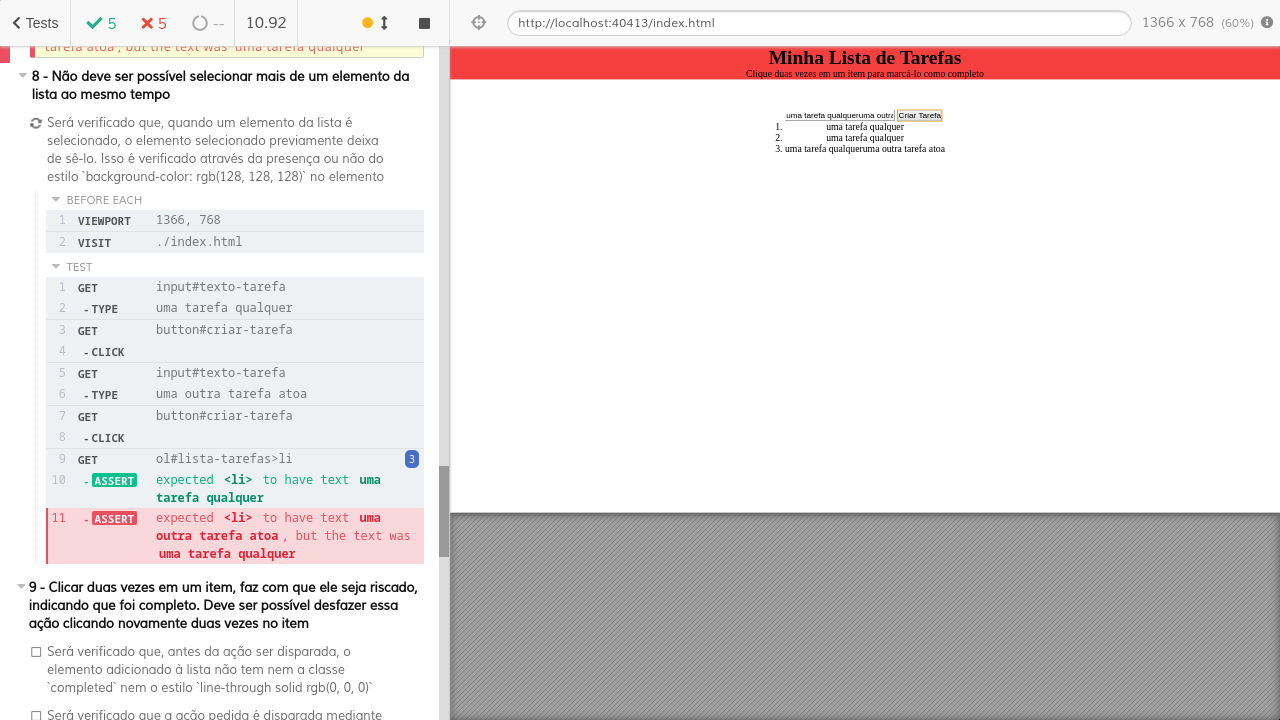 Tests
5
5
--
10.92
http://localhost:40413/index.html
1366 x 768 (60%)
tarefa atoa , but the text was uma tarefa qualquer
8 - Não deve ser possível selecionar mais de um elemento da
lista ao mesmo tempo
Será verificado que, quando um elemento da lista é
selecionado, o elemento selecionado previamente deixa
de sê-lo. Isso é verificado através da presença ou não do
estilo `background-color: rgb(128, 128, 128)` no elemento
BEFORE EACH
1 VIEWPORT 1366, 768
2 VISIT ./index.html
TEST
1 GET input#texto-tarefa
2 - TYPE uma tarefa qualquer
3 GET button#criar-tarefa
4 - CLICK
5 GET input#texto-tarefa
6 - TYPE uma outra tarefa atoa
7 GET button#criar-tarefa
8 - CLICK
9 GET ol#lista-tarefas>li 3
10 - ASSERT expected <li> to have text uma
tarefa qualquer
11 - ASSERT expected <li> to have text uma
outra tarefa atoa , but the text was
uma tarefa qualquer
9 - Clicar duas vezes em um item, faz com que ele seja riscado,
indicando que foi completo. Deve ser possível desfazer essa
ação clicando novamente duas vezes no item
Será verificado que, antes da ação ser disparada, o
elemento adicionado à lista não tem nem a classe
`completed` nem o estilo `line-through solid rgb(0, 0, 0)`
Será verificado que a ação pedida é disparada mediante
Minha Lista de Tarefas
Clique duas vezes em um item para marcá-lo como completo
uma tarefa qualqueruma outra Criar Tarefa
1. uma tarefa qualquer
2. uma tarefa qualquer
3. uma tarefa qualqueruma outra tarefa atoa